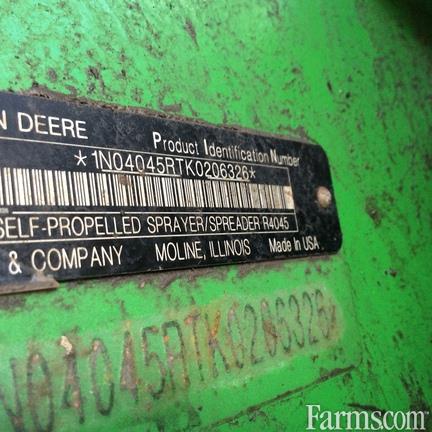 N DEERE
Product Identification Number
*1N04045RTK0206326*
SELF-PROPELLED SPRAYER/SPREADER R4045
& COMPANY MOLINE, ILLINOIS Made In USA
N04045RTK0206326
Farms.com